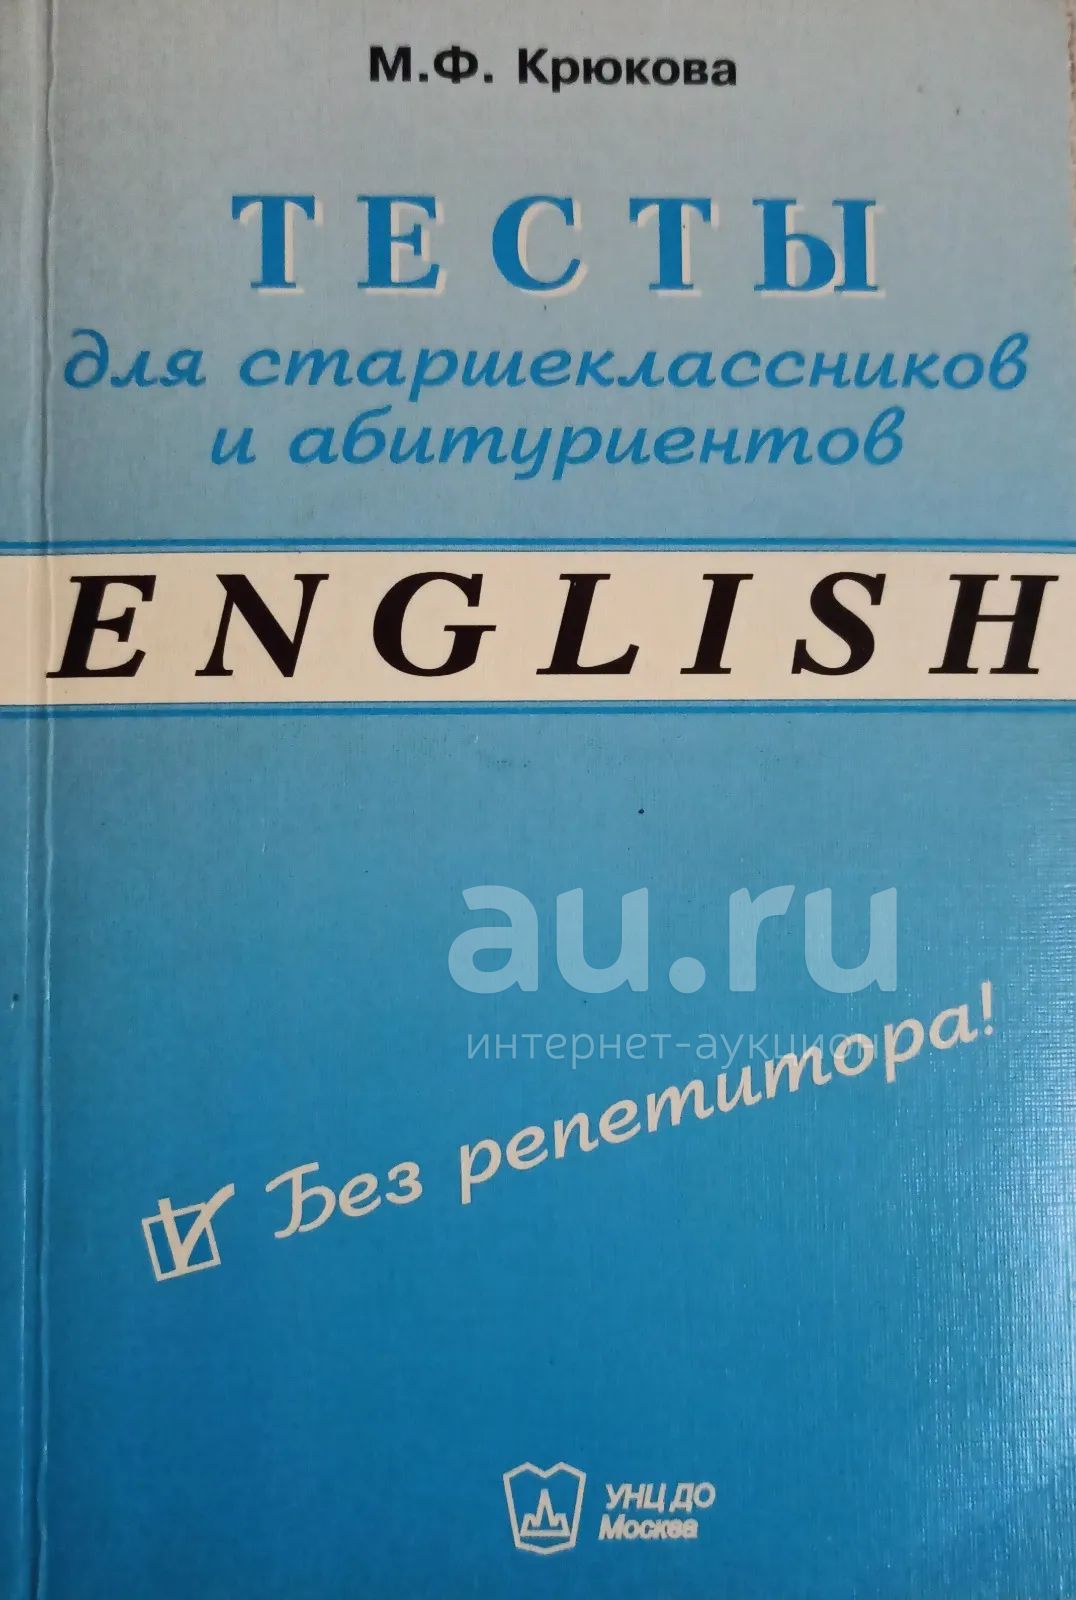 М.Ф. Крюкова
ТЕСТЫ
для старшеклассников
и абитуриентов
ENGLISH
au.ru
интернет-аукцион
Без репетитора!
УНЦ ДО
Москва